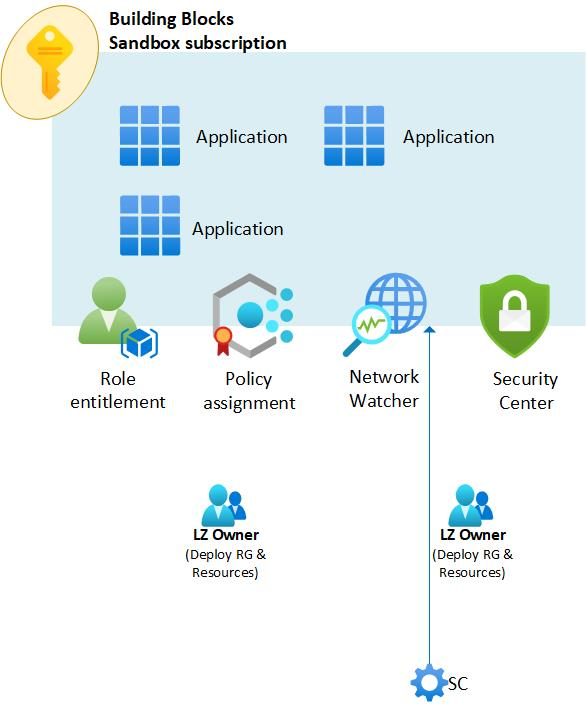 Building Blocks
Sandbox subscription
Application
Application
Application
Role
entitlement
Policy
assignment
Network
Watcher
Security
Center
LZ Owner
(Deploy RG &
Resources)
LZ Owner
(Deploy RG &
Resources)
SC